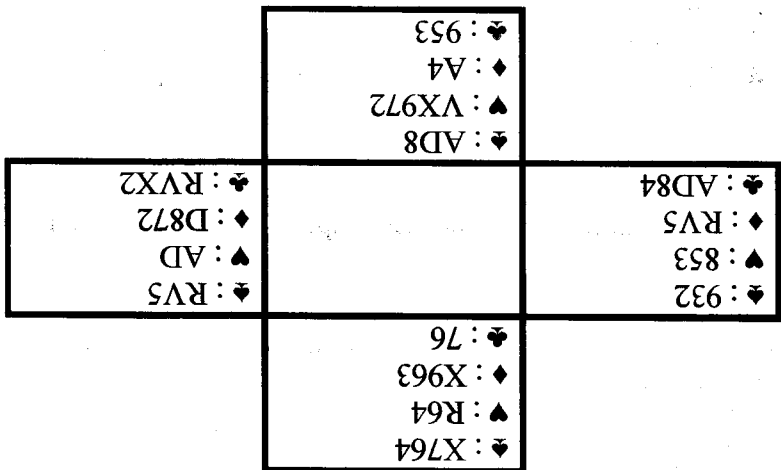 ♠ : X764
♥ : R64
♦ : X963
♣ : 76
♠ : RV5
♥ : AD
♦ : D872
♣ : RVX2
♠ : 932
♥ : 853
♦ : RV5
♣ : AD84
♠ : AD8
♥ : VX972
♦ : A4
♣ : 953